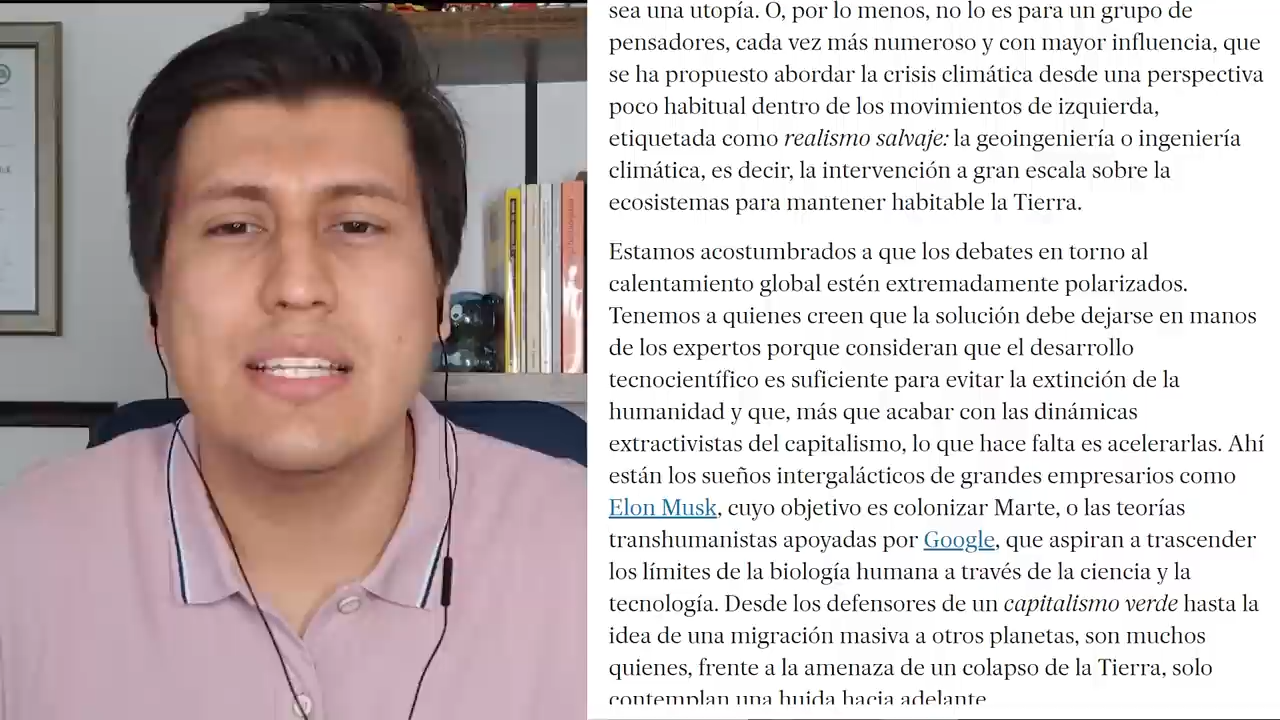 sea una utopía. O, por lo menos, no lo es para un grupo de
pensadores, cada vez más numeroso y con mayor influencia, que
se ha propuesto abordar la crisis climática desde una perspectiva
poco habitual dentro de los movimientos de izquierda,
etiquetada como realismo salvaje: la geoingeniería o ingeniería
climática, es decir, la intervención a gran escala sobre la
ecosistemas para mantener habitable la Tierra.
Estamos acostumbrados a que los debates en torno al
calentamiento global estén extremadamente polarizados.
Tenemos a quienes creen que la solución debe dejarse en manos
de los expertos porque consideran que el desarrollo
tecnocientífico es suficiente para evitar la extinción de la
humanidad y que, más que acabar con las dinámicas
extractivistas del capitalismo, lo que hace falta es acelerarlas. Ahí
están los sueños intergalácticos de grandes empresarios como
Elon Musk, cuyo objetivo es colonizar Marte, o las teorías
transhumanistas apoyadas por Google, que aspiran a trascender
los límites de la biología humana a través de la ciencia y la
tecnología. Desde los defensores de un capitalismo verde hasta la
idea de una migración masiva a otros planetas, son muchos
quienes, frente a la amenaza de un colapso de la Tierra, solo
contemplan una huida hacia adelante